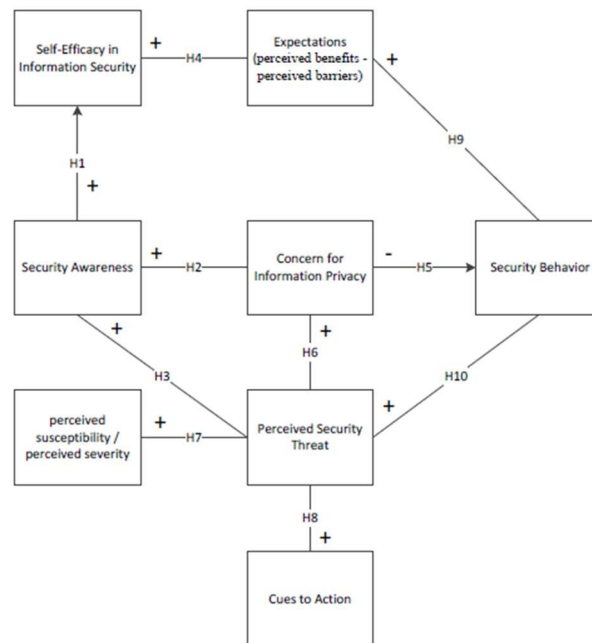 Self-Efficacy in
Information Security
+
H4
Expectations
(perceived benefits -
perceived barriers)
+
H9
H1
+
Security Awareness
+
H2
Concern for
Information Privacy
-
H5
Security Behavior
+
H3
+
H6
H10
perceived
susceptibility /
perceived severity
+
H7
Perceived Security
Threat
+
H8
+
Cues to Action